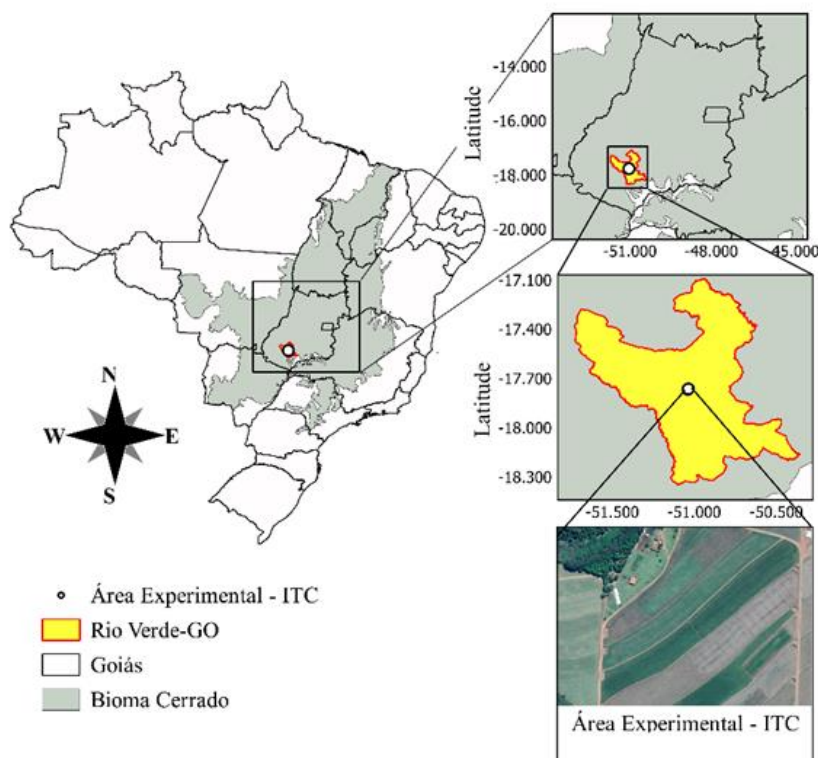 Latitude
-14.000
-16.000
-18.000
-20.000
-51.000 -48.000 -45.000
Latitude
-17.100
-17.400
-17.700
-18.000
-18.300
-51.500 -51.000 -50.500
N
W E
S
Área Experimental - ITC
Rio Verde-GO
Goiás
Bioma Cerrado
Área Experimental - ITC